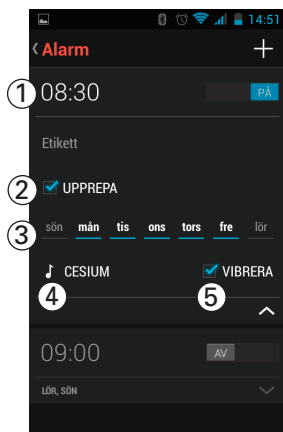 14:51
Alarm
1 08:30 PÅ
Etikett
2 UPPREPA
3 sön mån tis ons tors fre lör
CESIUM VIBRERA
4 5
09:00 AV
LÖR, SÖN